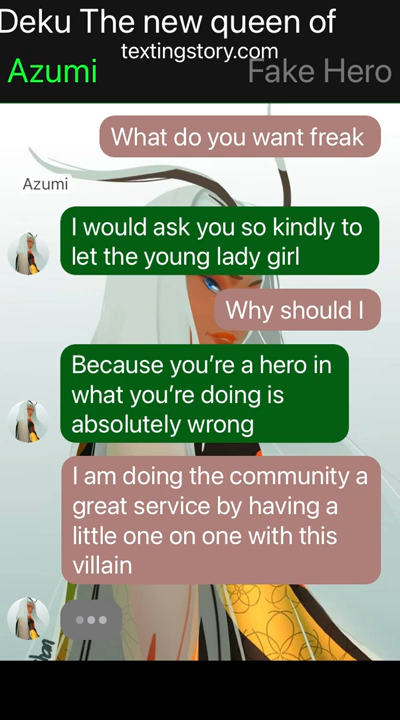 Deku The new queen of
textingstory.com
Azumi
Fake Hero
What do you want freak
Azumi
I would ask you so kindly to
let the young lady girl
Why should I
Because you’re a hero in
what you’re doing is
absolutely wrong
I am doing the community a
great service by having a
little one on one with this
villain